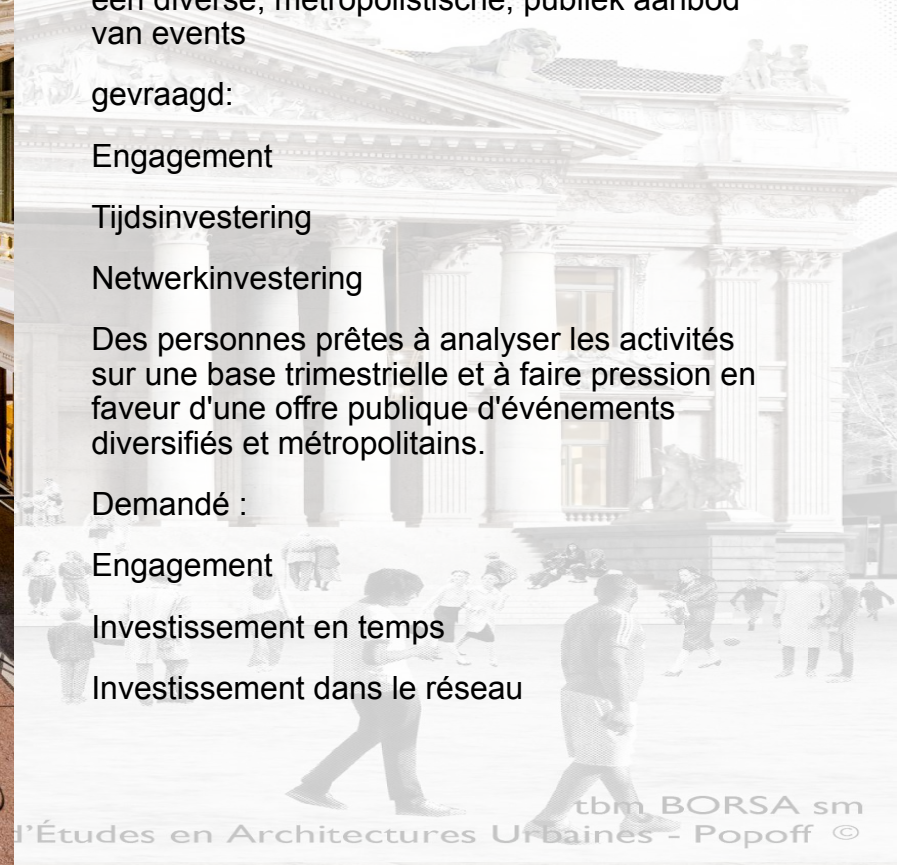 een diverse, metropolistische, publiek aanbod
van events
gevraagd:
Engagement
Tijdsinvestering
Netwerkinvestering
Des personnes prêtes à analyser les activités
sur une base trimestrielle et à faire pression en
faveur d'une offre publique d'événements
diversifiés et métropolitains.
Demandé :
Engagement
Investissement en temps
Investissement dans le réseau
tbm BORSA sm
d'Études en Architectures Urbaines - Popoff ©